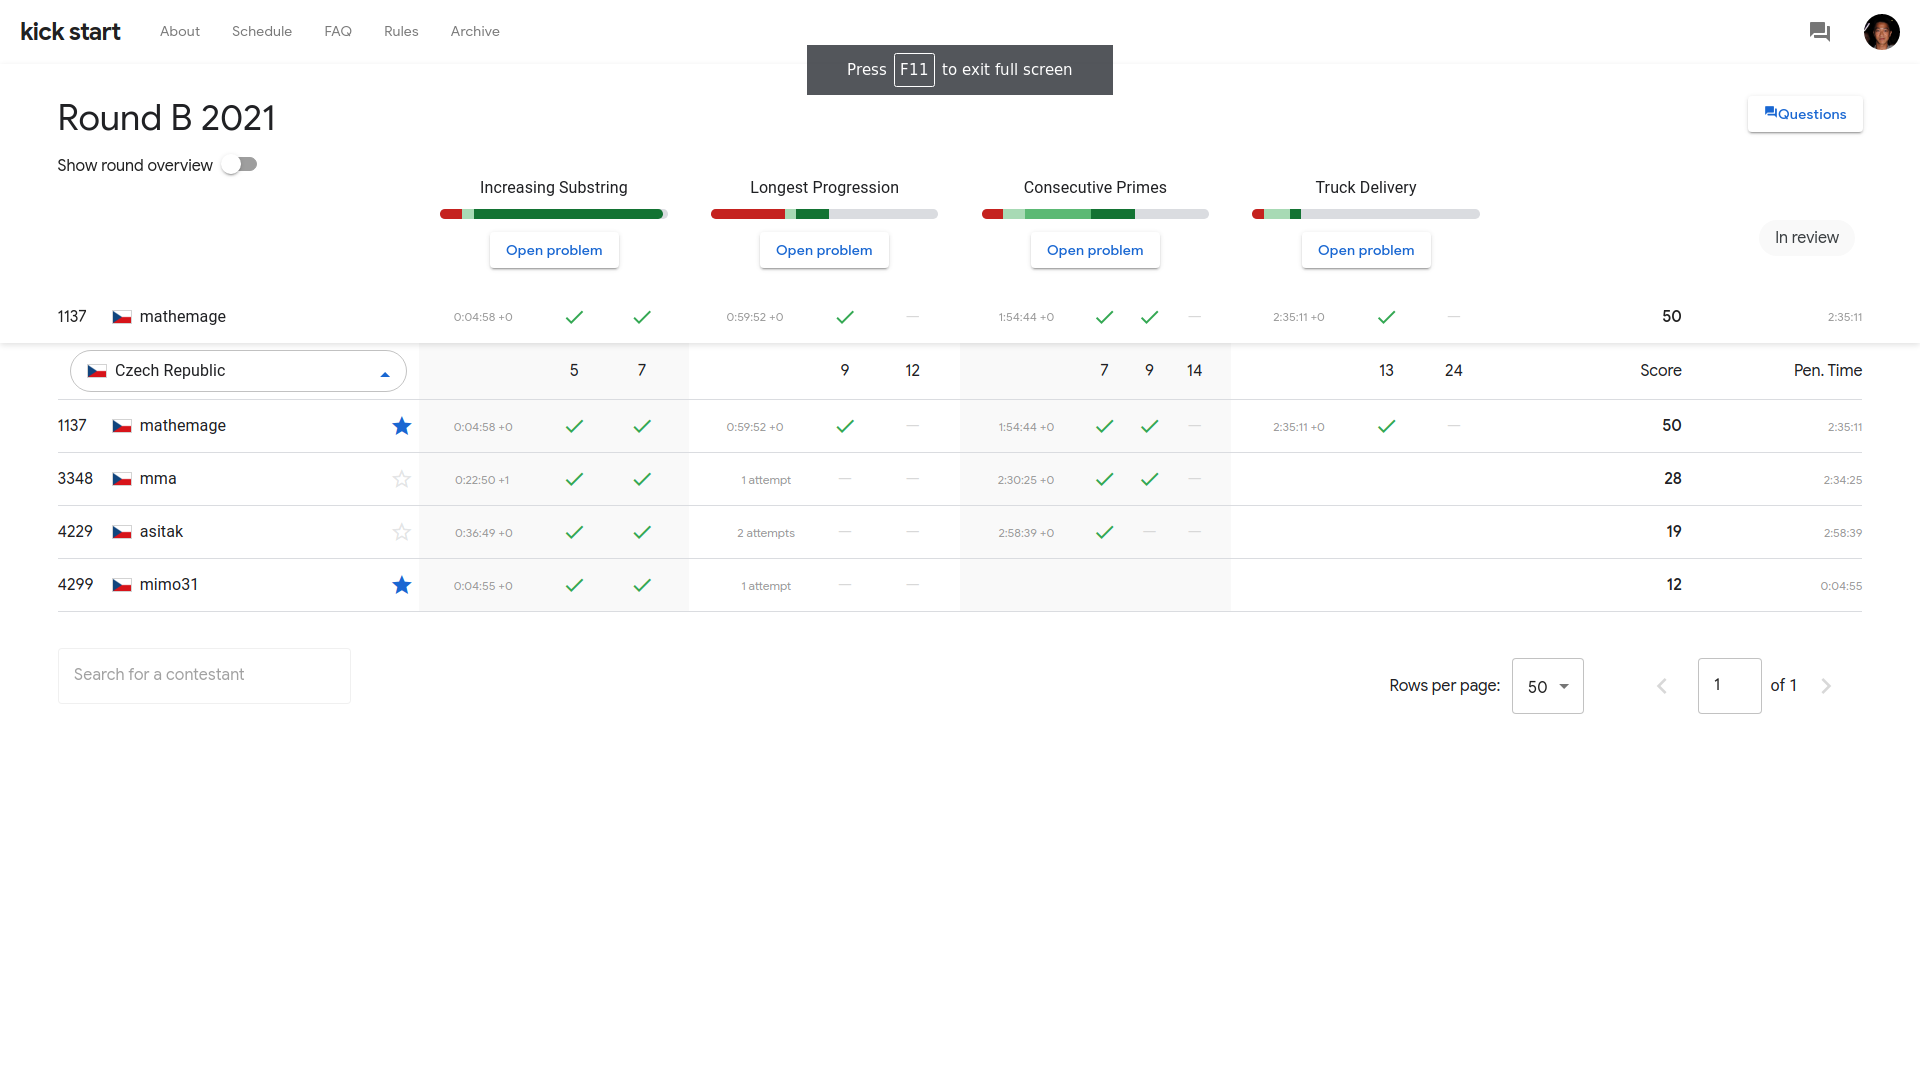 kick start About Schedule FAQ Rules Archive
Press F11 to exit full screen
Round B 2021
Questions
Show round overview
Increasing Substring Longest Progression Consecutive Primes Truck Delivery
Open problem Open problem Open problem Open problem
In review
1137 mathemage 0:04:58 +0 0:59:52 +0 1:54:44 +0 2:35:11 +0 50 2:35:11
Czech Republic 5 7 9 12 7 9 14 13 24 Score Pen. Time
1137 mathemage 0:04:58 +0 0:59:52 +0 1:54:44 +0 2:35:11 +0 50 2:35:11
3348 mma 0:22:50 +1 1 attempt 2:30:25 +0 28 2:34:25
4229 asitak 0:36:49 +0 2 attempts 2:58:39 +0 19 2:58:39
4299 mimo31 0:04:55 +0 1 attempt 12 0:04:55
Search for a contestant
Rows per page: 50 1 of 1